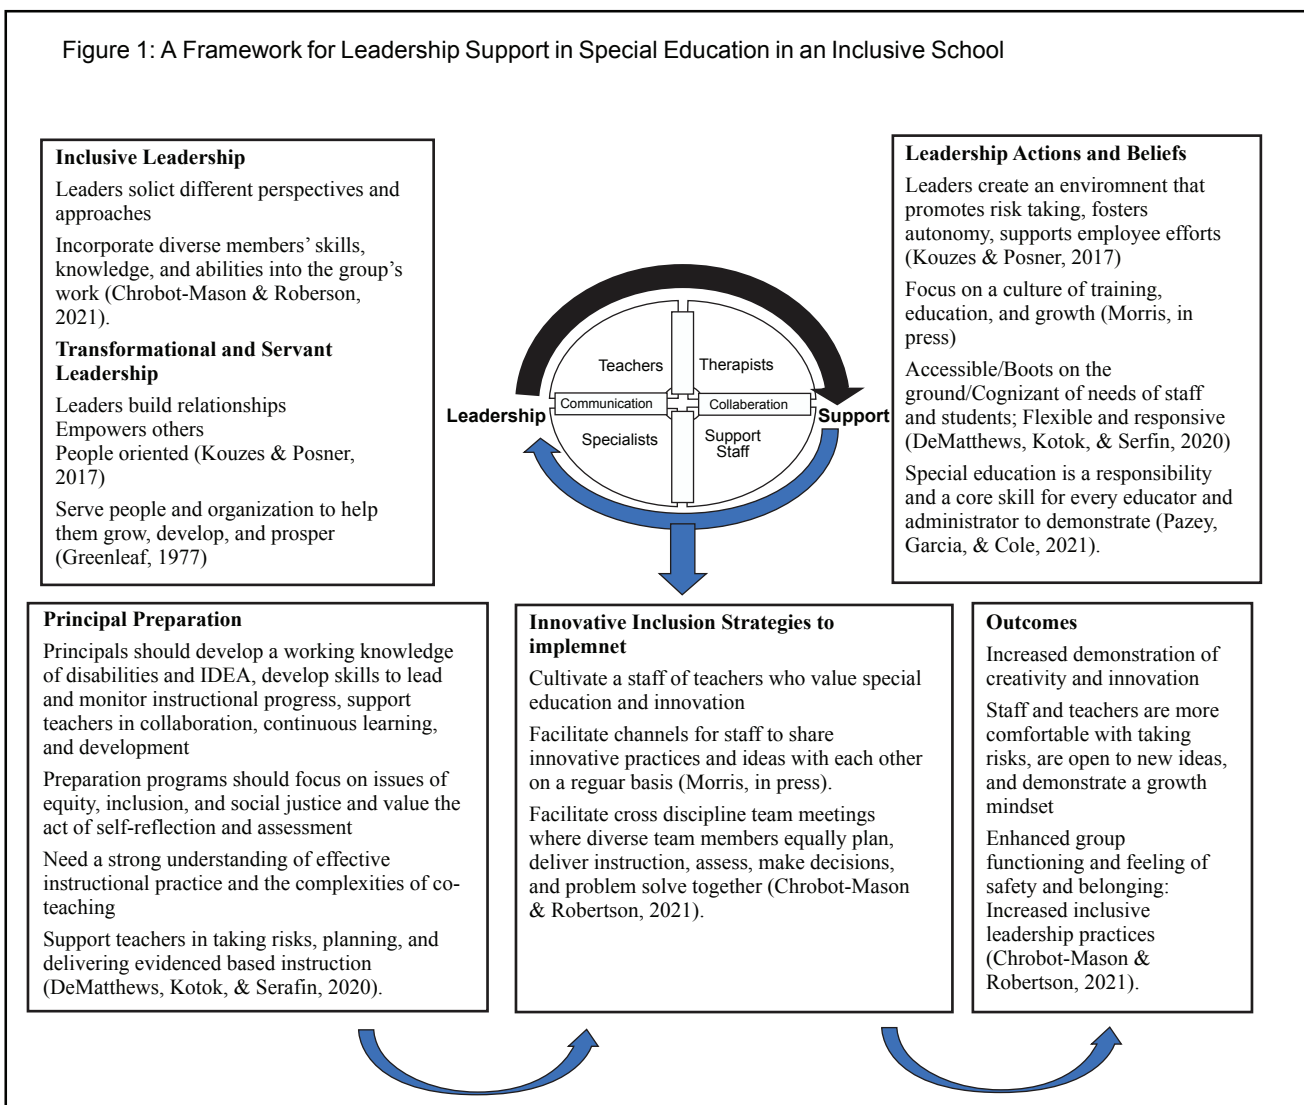 Figure 1: A Framework for Leadership Support in Special Education in an Inclusive School
Inclusive Leadership
Leaders solict different perspectives and
approaches
Incorporate diverse members’ skills,
knowledge, and abilities into the group’s
work (Chrobot-Mason & Roberson,
2021).
Transformational and Servant
Leadership
Leaders build relationships
Empowers others
People oriented (Kouzes & Posner,
2017)
Serve people and organization to help
them grow, develop, and prosper
(Greenleaf, 1977)
Teachers
Therapists
Communication
Collaberation
Leadership
Support
Specialists
Support
Staff
Leadership Actions and Beliefs
Leaders create an enviromnent that
promotes risk taking, fosters
autonomy, supports employee efforts
(Kouzes & Posner, 2017)
Focus on a culture of training,
education, and growth (Morris, in
press)
Accessible/Boots on the
ground/Cognizant of needs of staff
and students; Flexible and responsive
(DeMatthews, Kotok, & Serfin, 2020)
Special education is a responsibility
and a core skill for every educator and
administrator to demonstrate (Pazey,
Garcia, & Cole, 2021).
Principal Preparation
Principals should develop a working knowledge
of disabilities and IDEA, develop skills to lead
and monitor instructional progress, support
teachers in collaboration, continuous learning,
and development
Preparation programs should focus on issues of
equity, inclusion, and social justice and value the
act of self-reflection and assessment
Need a strong understanding of effective
instructional practice and the complexities of co-
teaching
Support teachers in taking risks, planning, and
delivering evidenced based instruction
(DeMatthews, Kotok, & Serafin, 2020).
Innovative Inclusion Strategies to
implemnet
Cultivate a staff of teachers who value special
education and innovation
Facilitate channels for staff to share
innovative practices and ideas with each other
on a reguar basis (Morris, in press).
Facilitate cross discipline team meetings
where diverse team members equally plan,
deliver instruction, assess, make decisions,
and problem solve together (Chrobot-Mason
& Robertson, 2021).
Outcomes
Increased demonstration of
creativity and innovation
Staff and teachers are more
comfortable with taking
risks, are open to new ideas,
and demonstrate a growth
mindset
Enhanced group
functioning and feeling of
safety and belonging:
Increased inclusive
leadership practices
(Chrobot-Mason &
Robertson, 2021).